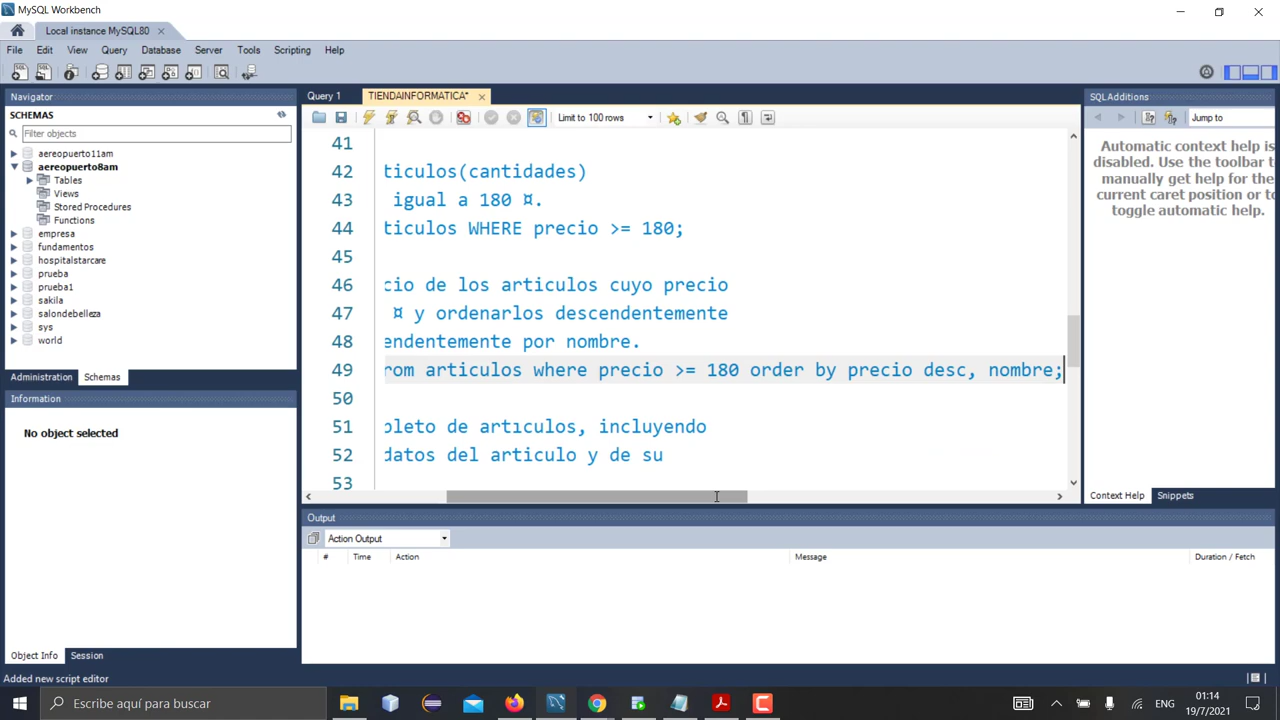 MySQL Workbench
Local instance MySQL80
File Edit View Query Database Server Tools Scripting Help
Navigator
SCHEMAS
Filter objects
aereopuerto11am
aereopuerto8am
Tables
Views
Stored Procedures
Functions
empresa
fundamentos
hospitalstarcare
prueba
prueba1
sakila
salondebelleza
sys
world
Administration Schemas
Information
No object selected
Object Info Session
Added new script editor
Query 1 TIENDAINFORMATICA*
Limit to 100 rows
41
42 ticulos(cantidades)
43 igual a 180 ¤.
44 ticulos WHERE precio >= 180;
45
46 cio de los articulos cuyo precio
47 ¤ y ordenarlos descendentemente
48 endentemente por nombre.
49 rom articulos where precio >= 180 order by precio desc, nombre;
50
51 pleto de artıculos, incluyendo
52 datos del articulo y de su
53
Output
Action Output
# Time Action Message Duration / Fetch
SQLAdditions
Jump to
Automatic context help is
disabled. Use the toolbar t
manually get help for the
current caret position or to
toggle automatic help.
Context Help Snippets
Escribe aquí para buscar
ENG
01:14
19/7/2021